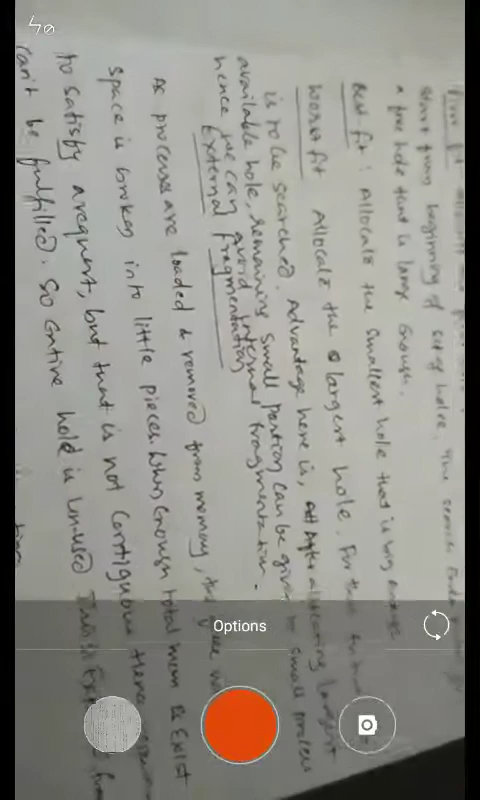 start from beginning of set of holes. The search
a free hole that is large enough.
Best fit : Allocate the smallest hole that is big enough
Worst fit Allocate the largest hole. For that
is to be searched. Advantage here is, After allocating largest
available hole, remaining small portion can be given to small process
hence we can avoid internal fragmentation.
External fragmentation
As processes are loaded & removed from memory, the free
space is broken into little pieces. When enough total mem exist
to satisfy a request, but that is not contiguous
can't be fulfilled. So entire hold is unused This is
Options